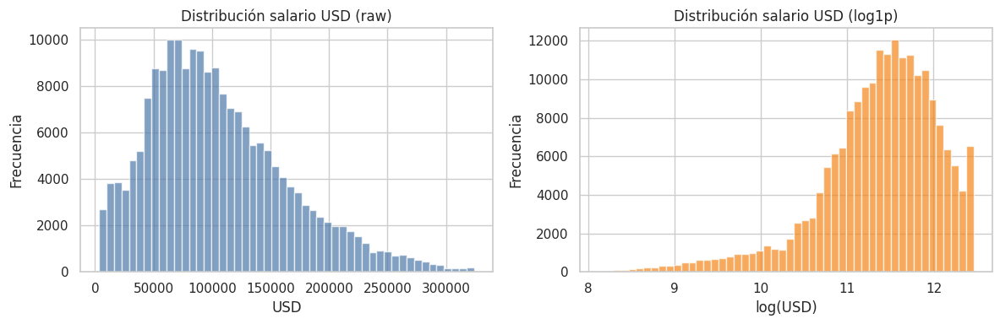 Distribución salario USD (raw)
10000
8000
6000
4000
2000
0
Frecuencia
0 50000 100000 150000 200000 250000 300000
USD
Distribución salario USD (log1p)
12000
10000
8000
6000
4000
2000
0
Frecuencia
8 9 10 11 12
log(USD)